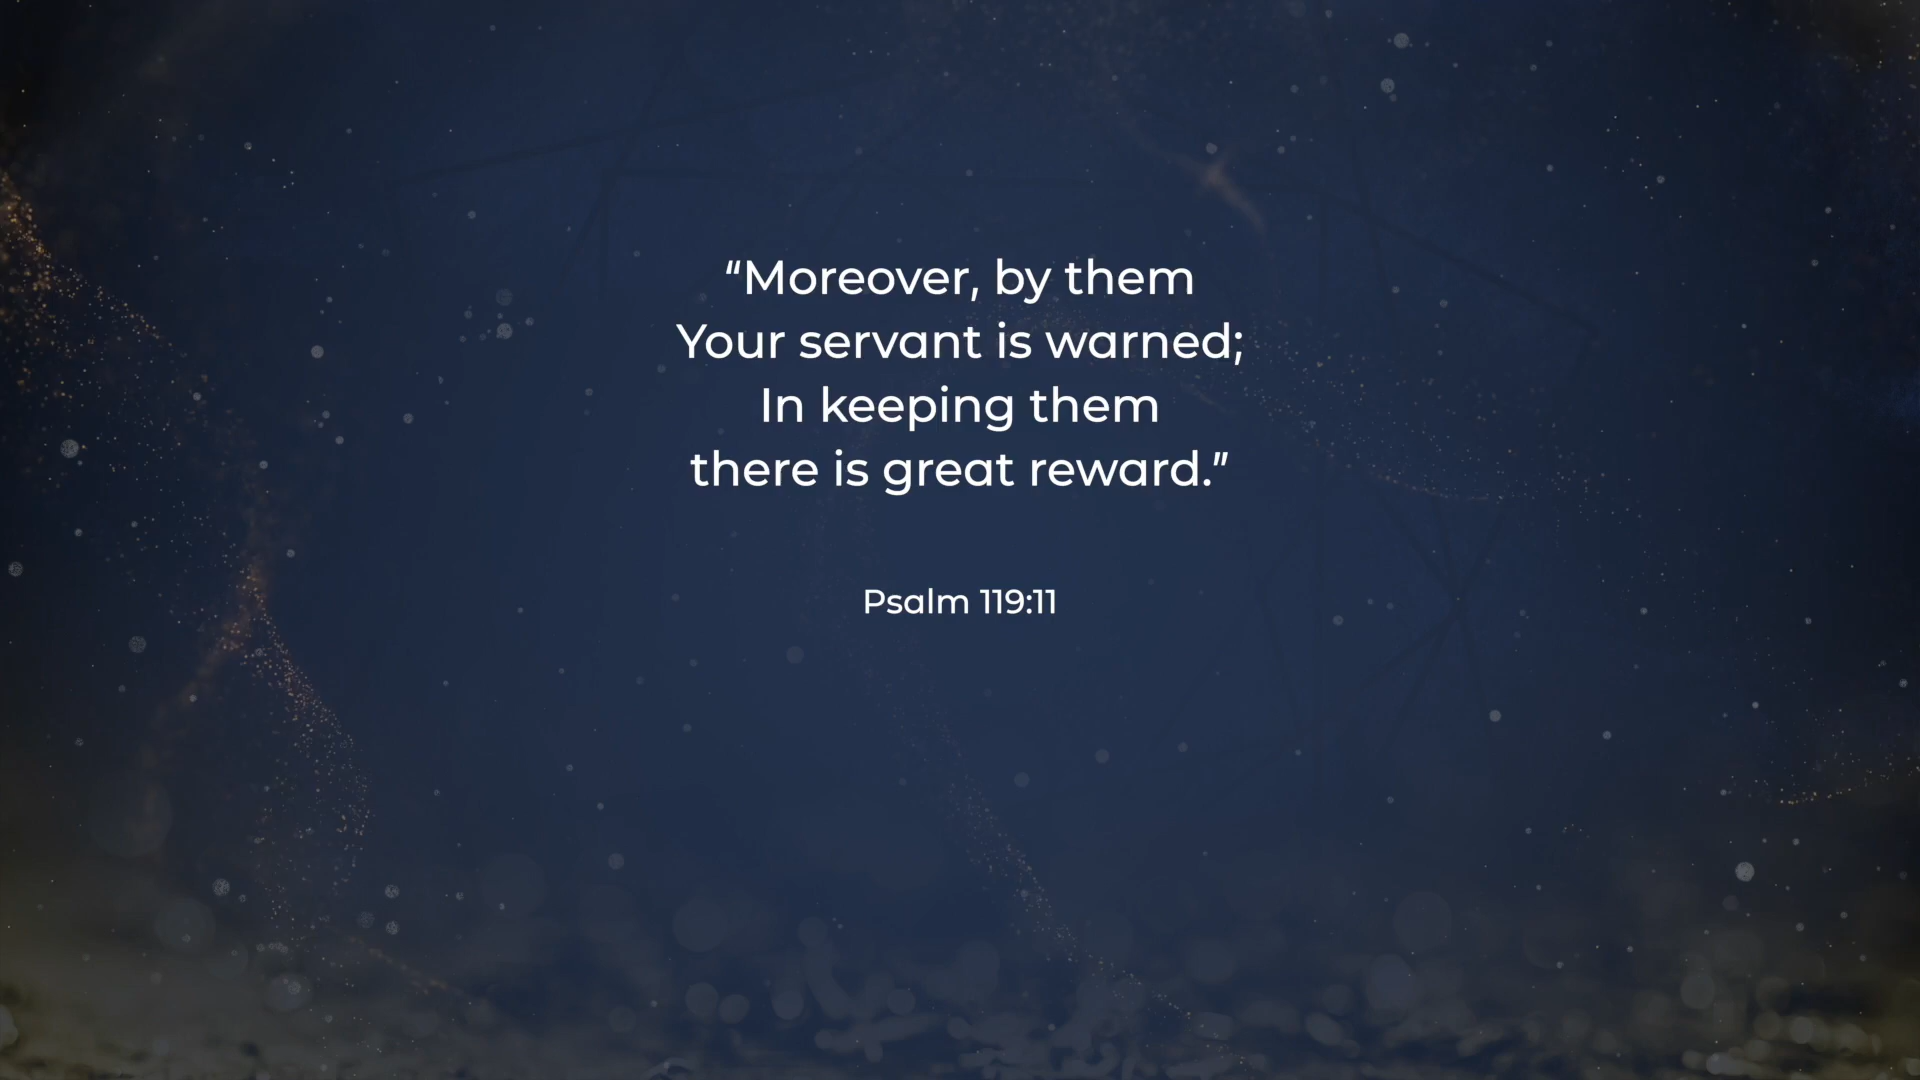 “Moreover, by them
Your servant is warned;
In keeping them
there is great reward.”
Psalm 119:11